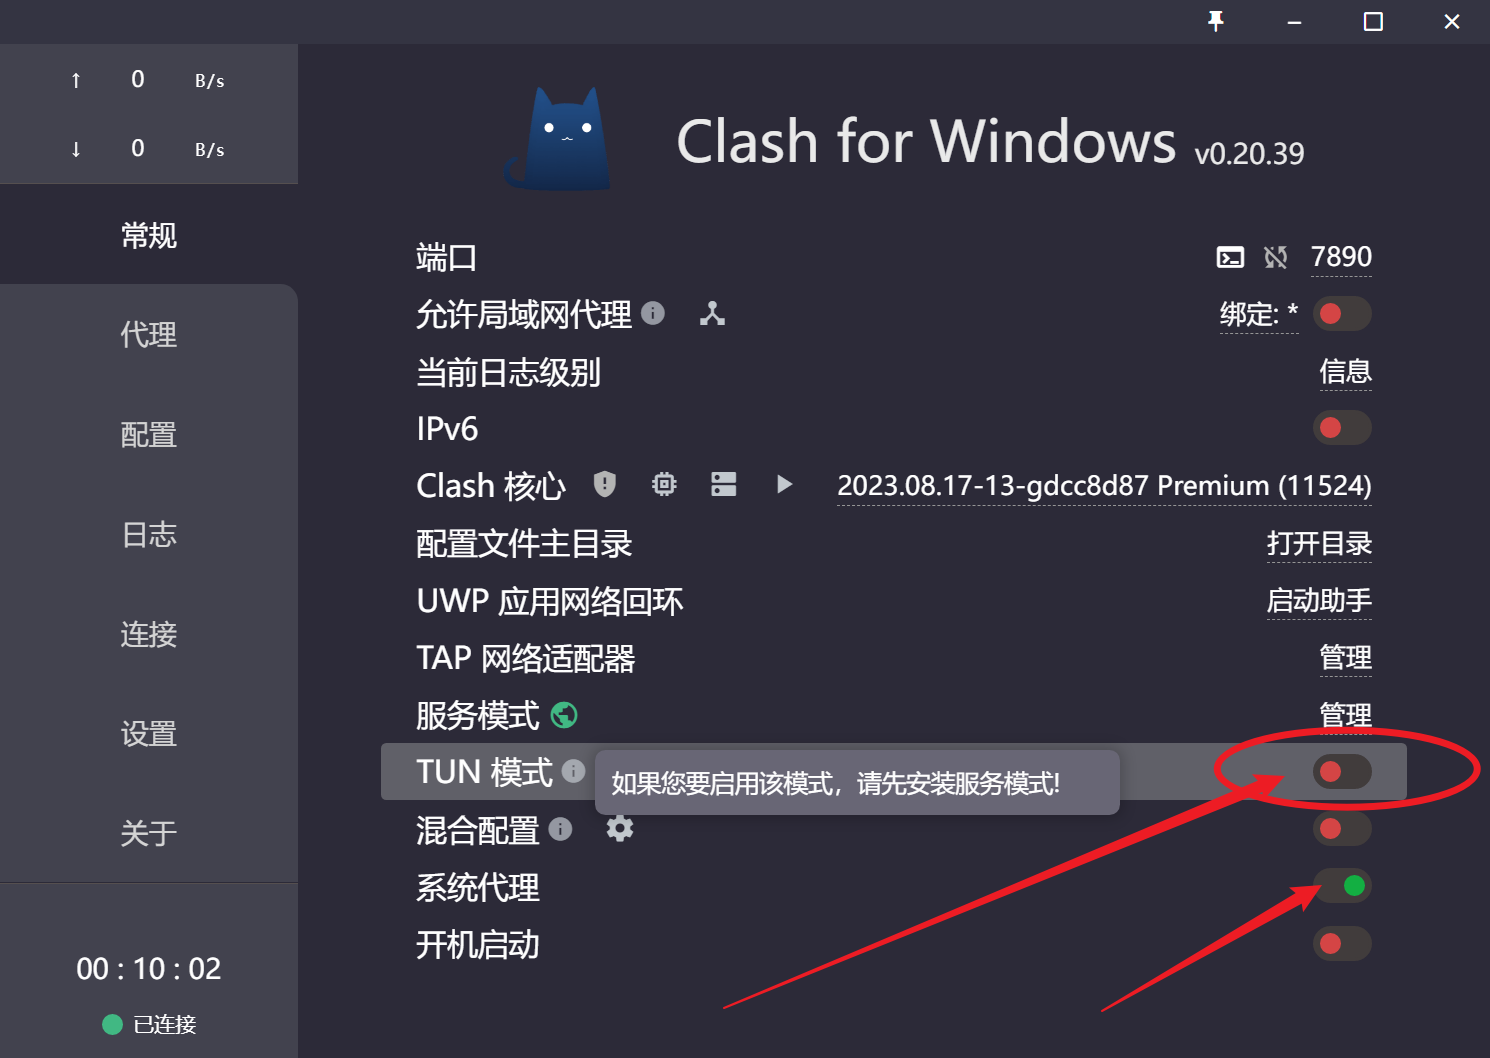 ↑ 0 B/s
↓ 0 B/s
常规
代理
配置
日志
连接
设置
关于
00 : 10 : 02
已连接
Clash for Windows v0.20.39
端口 7890
允许局域网代理 绑定: *
当前日志级别 信息
IPv6
Clash 核心 2023.08.17-13-gdcc8d87 Premium (11524)
配置文件主目录 打开目录
UWP 应用网络回环 启动助手
TAP 网络适配器 管理
服务模式 管理
TUN 模式 如果您要启用该模式，请先安装服务模式!
混合配置
系统代理
开机启动